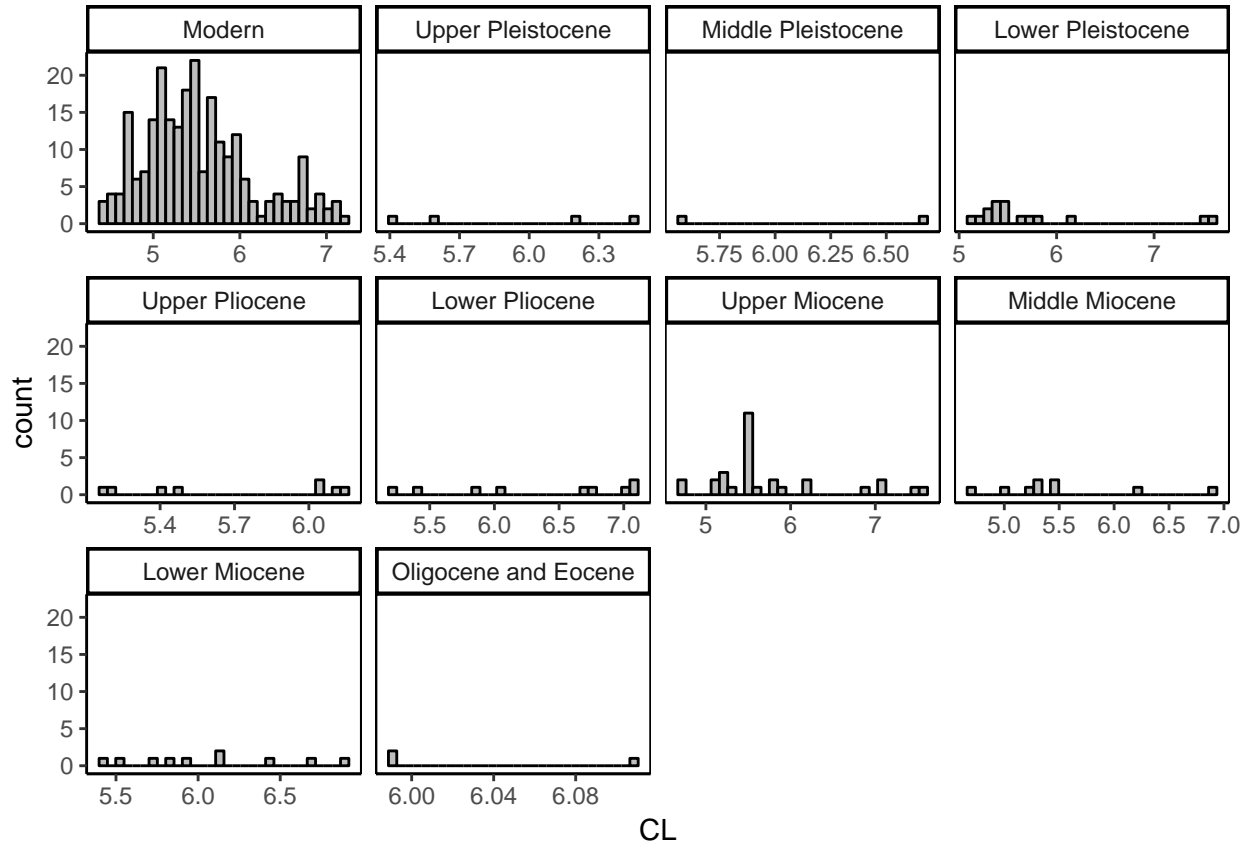 Modern
Upper Pleistocene
Middle Pleistocene
Lower Pleistocene
20
15
10
5
0
5 6 7
5.4 5.7 6.0 6.3
5.75 6.00 6.25 6.50
5 6 7
Upper Pliocene
Lower Pliocene
Upper Miocene
Middle Miocene
20
15
10
5
0
5.4 5.7 6.0
5.5 6.0 6.5 7.0
5 6 7
5.0 5.5 6.0 6.5 7.0
Lower Miocene
Oligocene and Eocene
20
15
10
5
0
5.5 6.0 6.5
6.00 6.04 6.08
count
CL